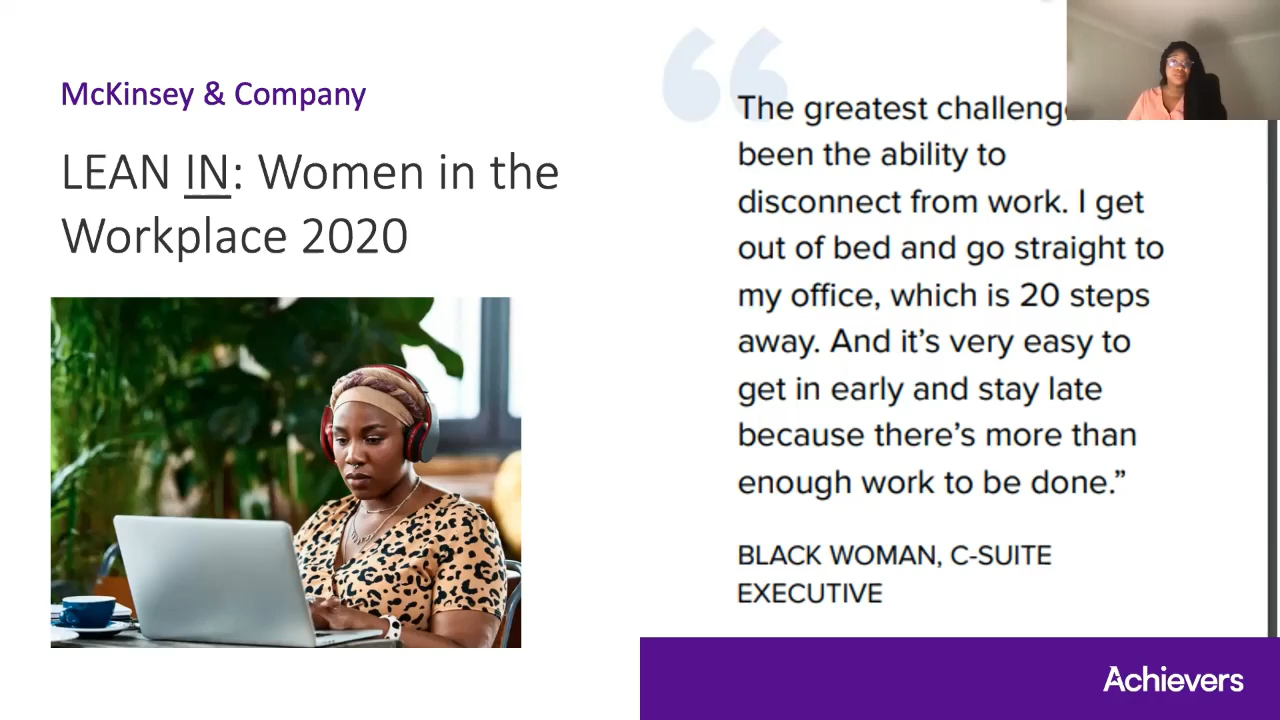 McKinsey & Company
LEAN IN: Women in the
Workplace 2020
The greatest challeng
been the ability to
disconnect from work. I get
out of bed and go straight to
my office, which is 20 steps
away. And it’s very easy to
get in early and stay late
because there’s more than
enough work to be done.”
BLACK WOMAN, C-SUITE
EXECUTIVE
Achievers